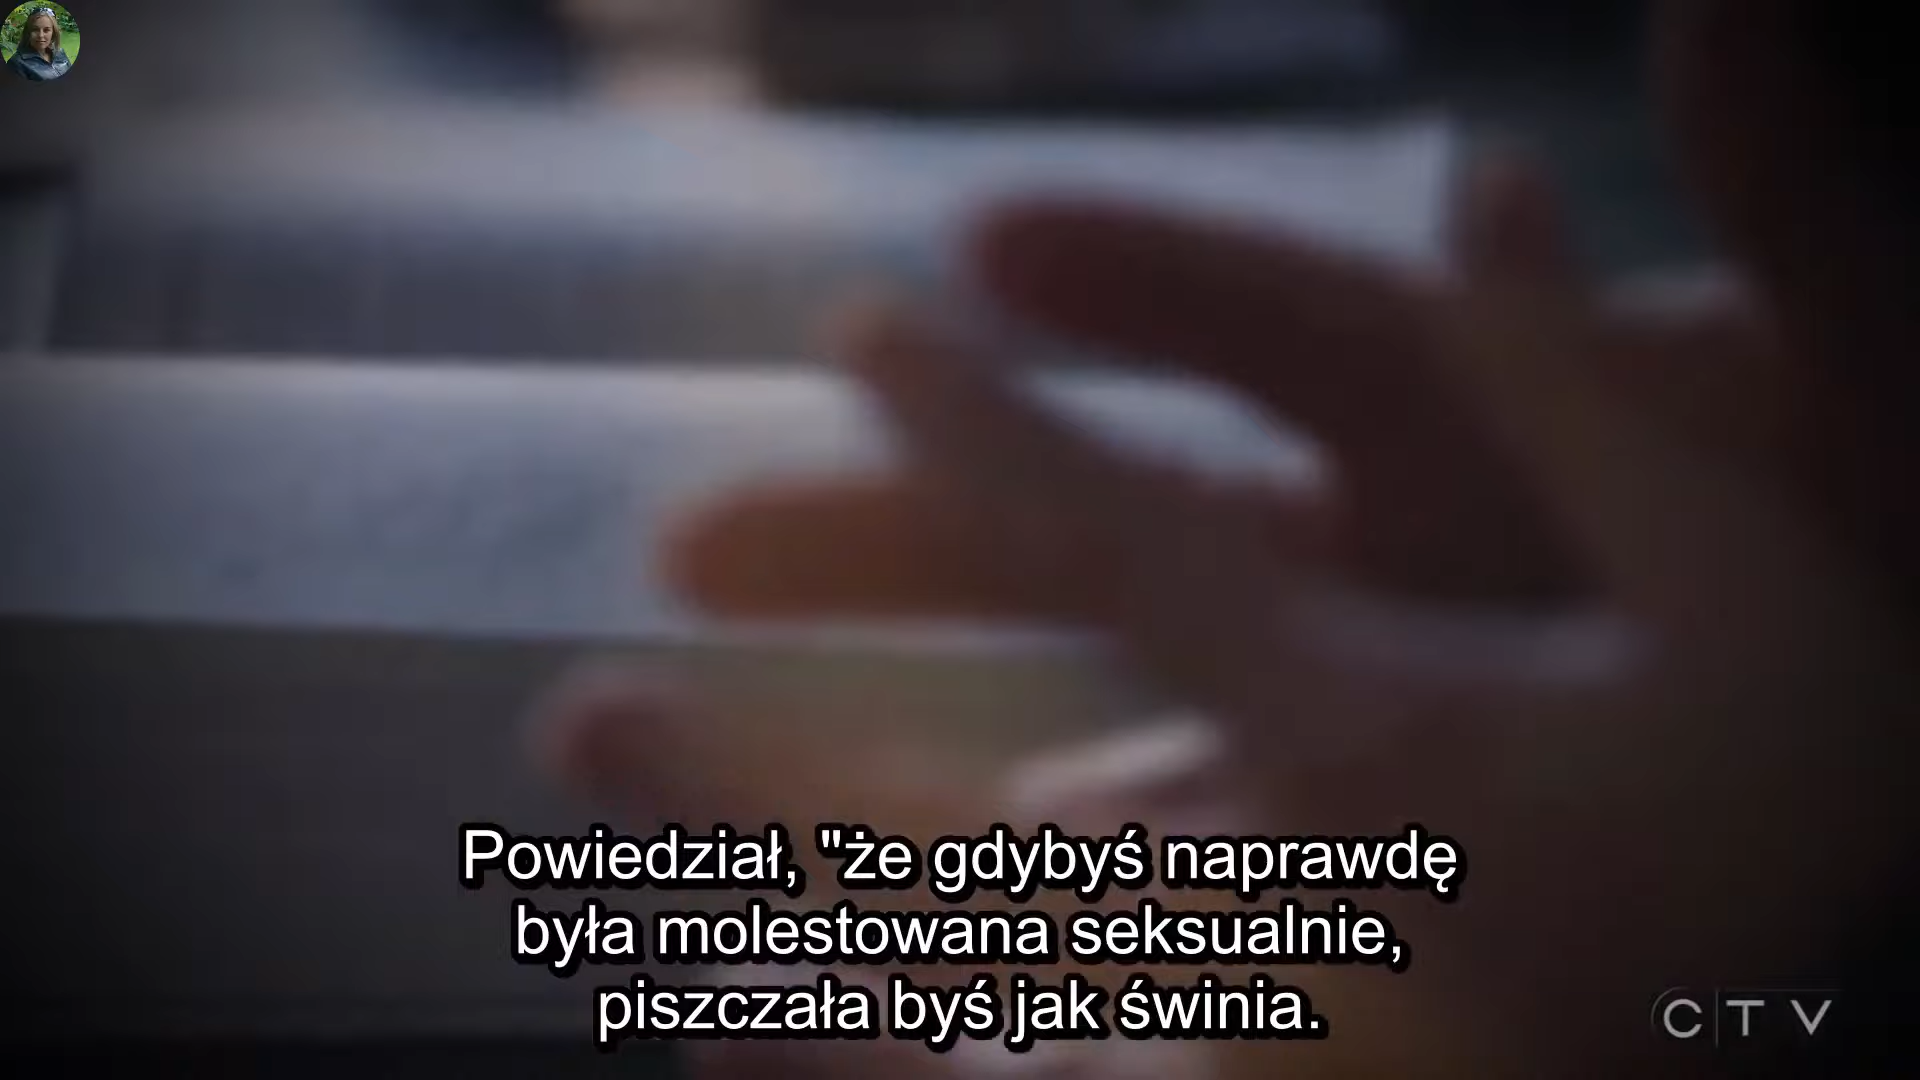 Powiedział, "że gdybyś naprawdę
była molestowana seksualnie,
piszczała byś jak świnia.
CTV